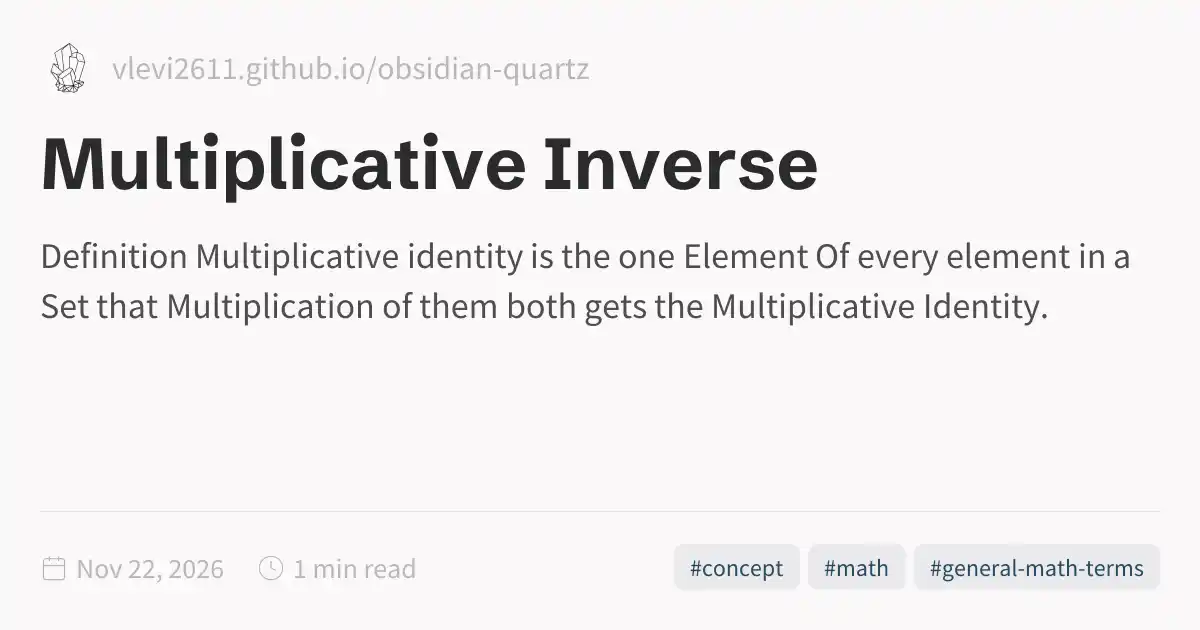 vlevi2611.github.io/obsidian-quartz
Multiplicative Inverse
Definition Multiplicative identity is the one Element Of every element in a
Set that Multiplication of them both gets the Multiplicative Identity.
Nov 22, 2026 1 min read #concept #math #general-math-terms